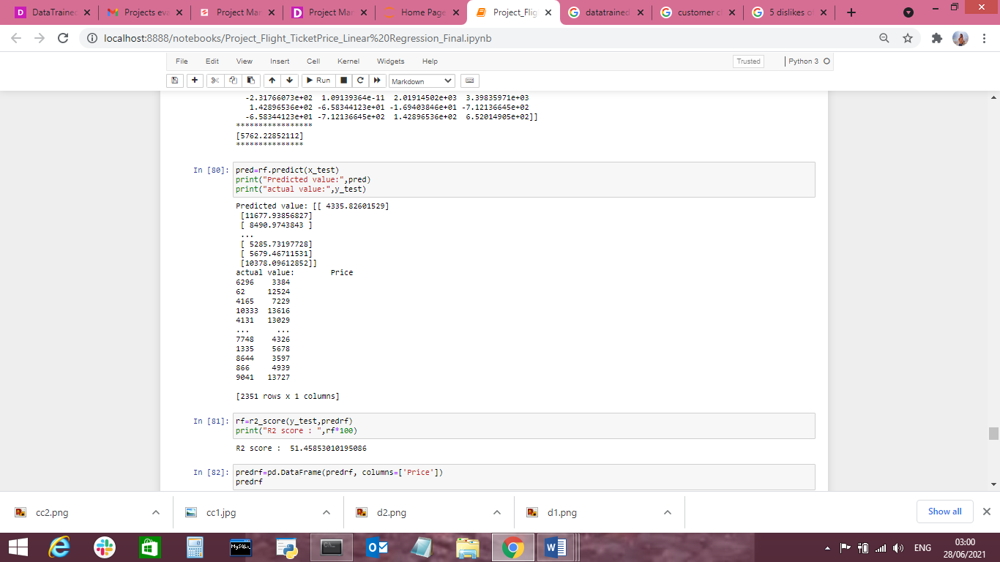 DataTraine
Projects eva
Project Mar
Project Mar
Home Page
Project_Flig
datatrained
customer c
5 dislikes o
localhost:8888/notebooks/Project_Flight_TicketPrice_Linear%20Regression_Final.ipynb
File Edit View Insert Cell Kernel Widgets Help Trusted Python 3
Run Markdown
-2.31766073e+02 1.09139364e-11 2.01914502e+03 3.39835971e+03
1.42896536e+02 -6.58344123e+01 -1.69403846e+01 -7.12136645e+02
-6.58344123e+01 -7.12136645e+02 1.42896536e+02 6.52014905e+02]]
*****************
[5762.22852112]
***************
In [80]: pred=rf.predict(x_test)
print("Predicted value:",pred)
print("actual value:",y_test)
Predicted value: [[ 4335.82601529]
[11677.93856827]
[ 8490.9743843 ]
...
[ 5285.73197728]
[ 5679.46711531]
[10378.09612852]]
actual value: Price
6296 3384
62 12524
4165 7229
10333 13616
4131 13029
... ...
7748 4326
1335 5678
8644 3597
866 4939
9041 13727
[2351 rows x 1 columns]
In [81]: rf=r2_score(y_test,predrf)
print("R2 score : ",rf*100)
R2 score : 51.45853010195086
In [82]: predrf=pd.DataFrame(predrf, columns=['Price'])
predrf
cc2.png cc1.jpg d2.png d1.png Show all
MySQL
ENG
03:00
28/06/2021